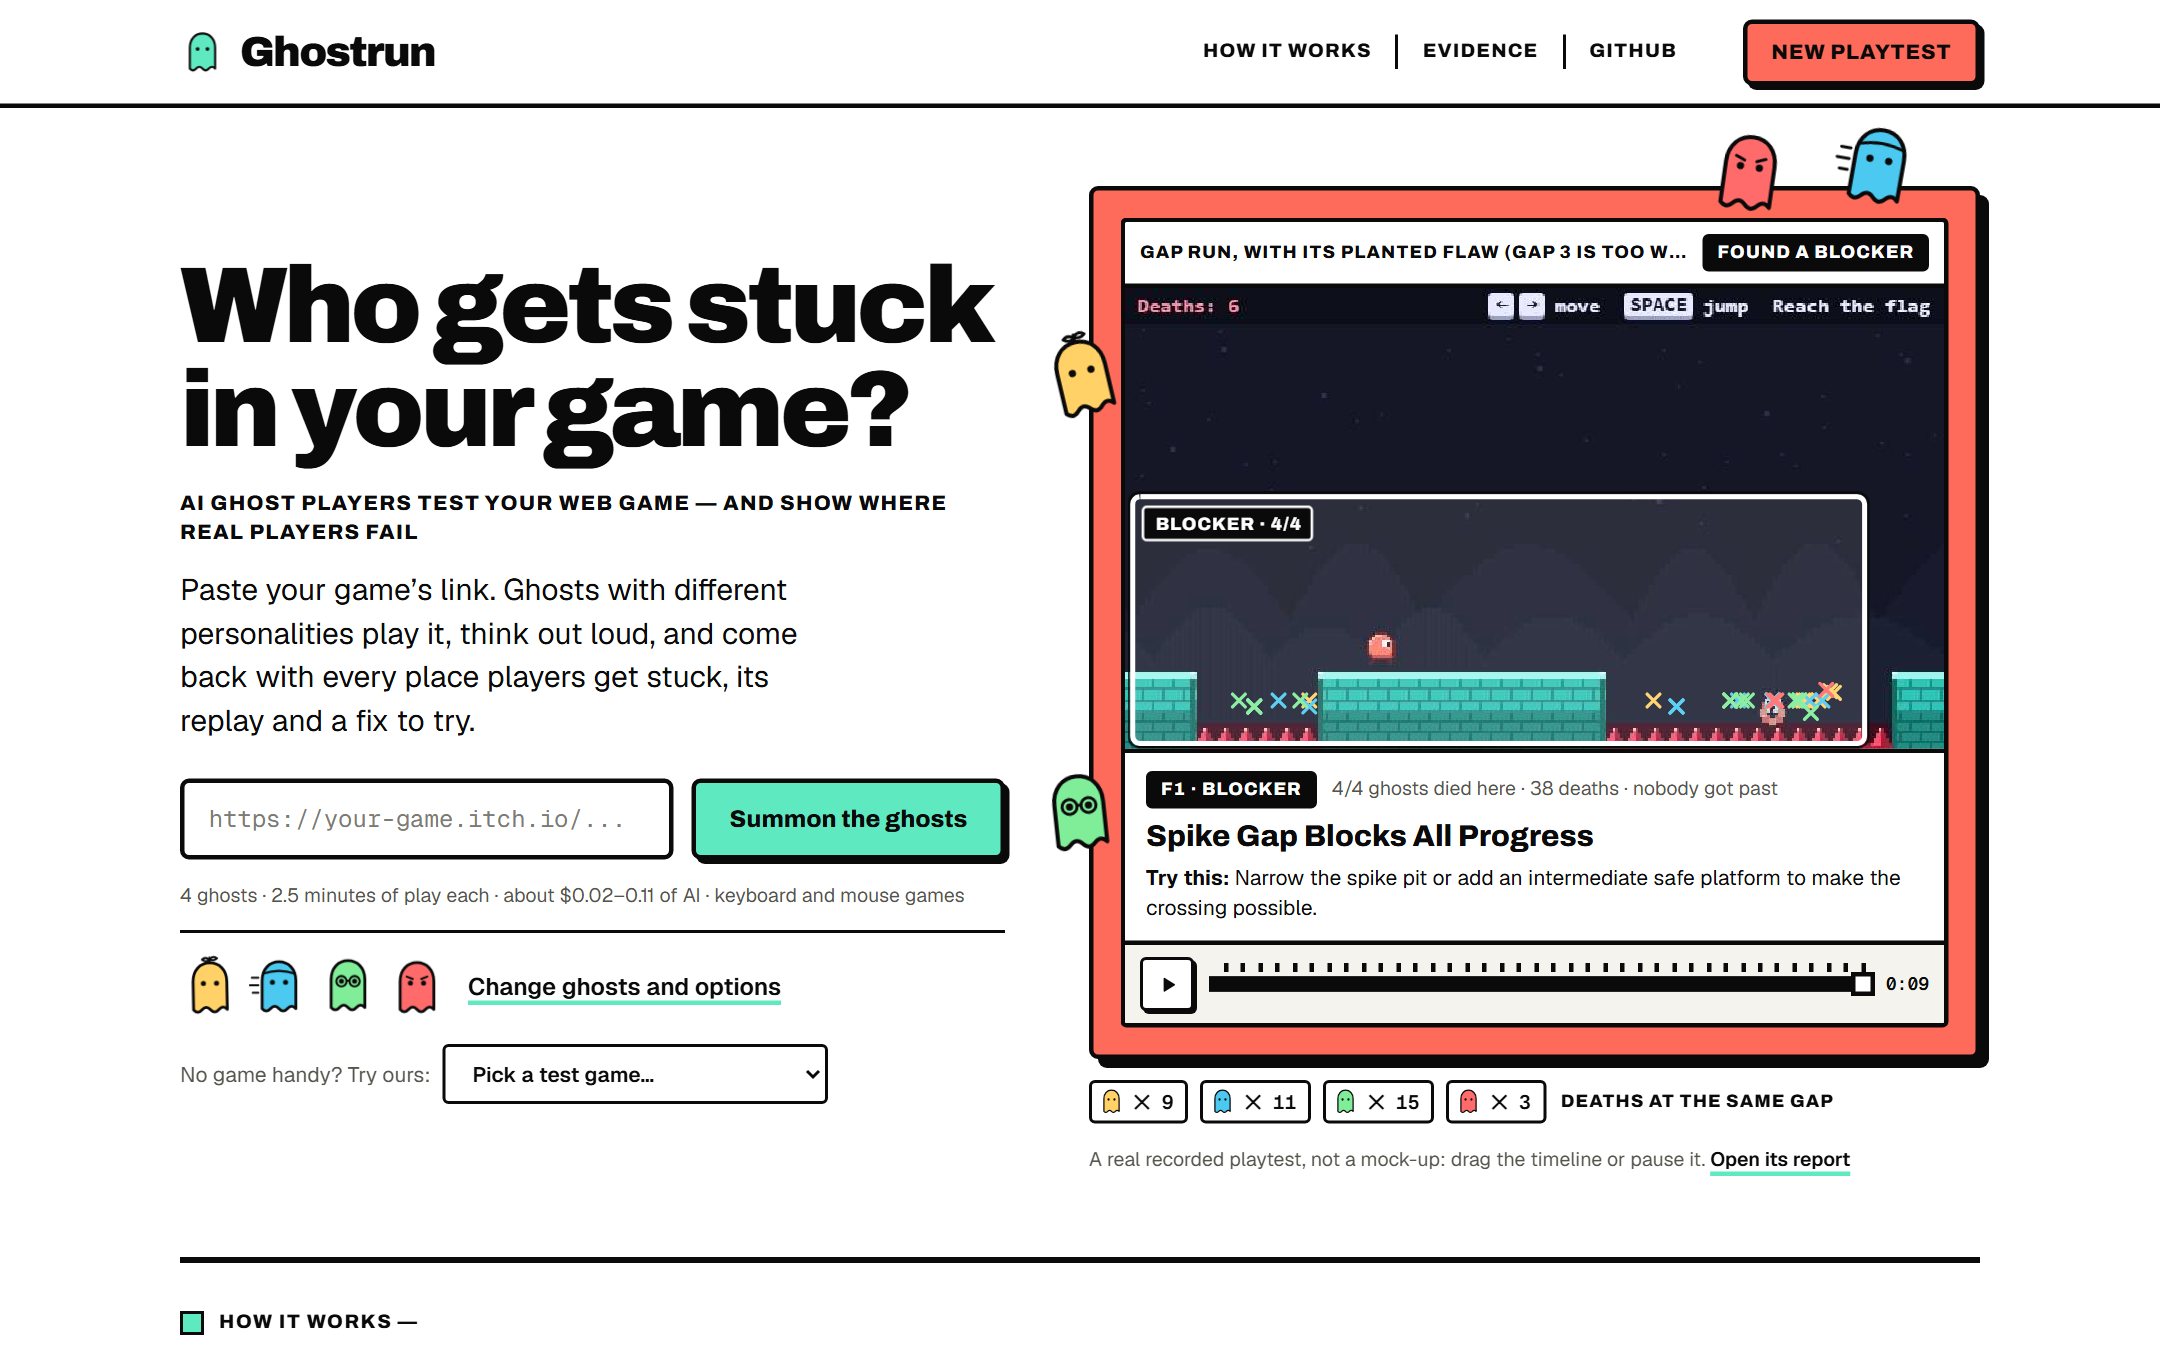 Ghostrun
HOW IT WORKS
EVIDENCE
GITHUB
NEW PLAYTEST
Who gets stuck
in your game?
AI GHOST PLAYERS TEST YOUR WEB GAME — AND SHOW WHERE
REAL PLAYERS FAIL
Paste your game’s link. Ghosts with different
personalities play it, think out loud, and come
back with every place players get stuck, its
replay and a fix to try.
https://your-game.itch.io/...
Summon the ghosts
4 ghosts · 2.5 minutes of play each · about $0.02–0.11 of AI · keyboard and mouse games
Change ghosts and options
No game handy? Try ours:
Pick a test game...
GAP RUN, WITH ITS PLANTED FLAW (GAP 3 IS TOO W...
FOUND A BLOCKER
Deaths: 6
← → move SPACE jump Reach the flag
BLOCKER · 4/4
F1 · BLOCKER
4/4 ghosts died here · 38 deaths · nobody got past
Spike Gap Blocks All Progress
Try this: Narrow the spike pit or add an intermediate safe platform to make the
crossing possible.
0:09
× 9
× 11
× 15
× 3
DEATHS AT THE SAME GAP
A real recorded playtest, not a mock-up: drag the timeline or pause it. Open its report
HOW IT WORKS —